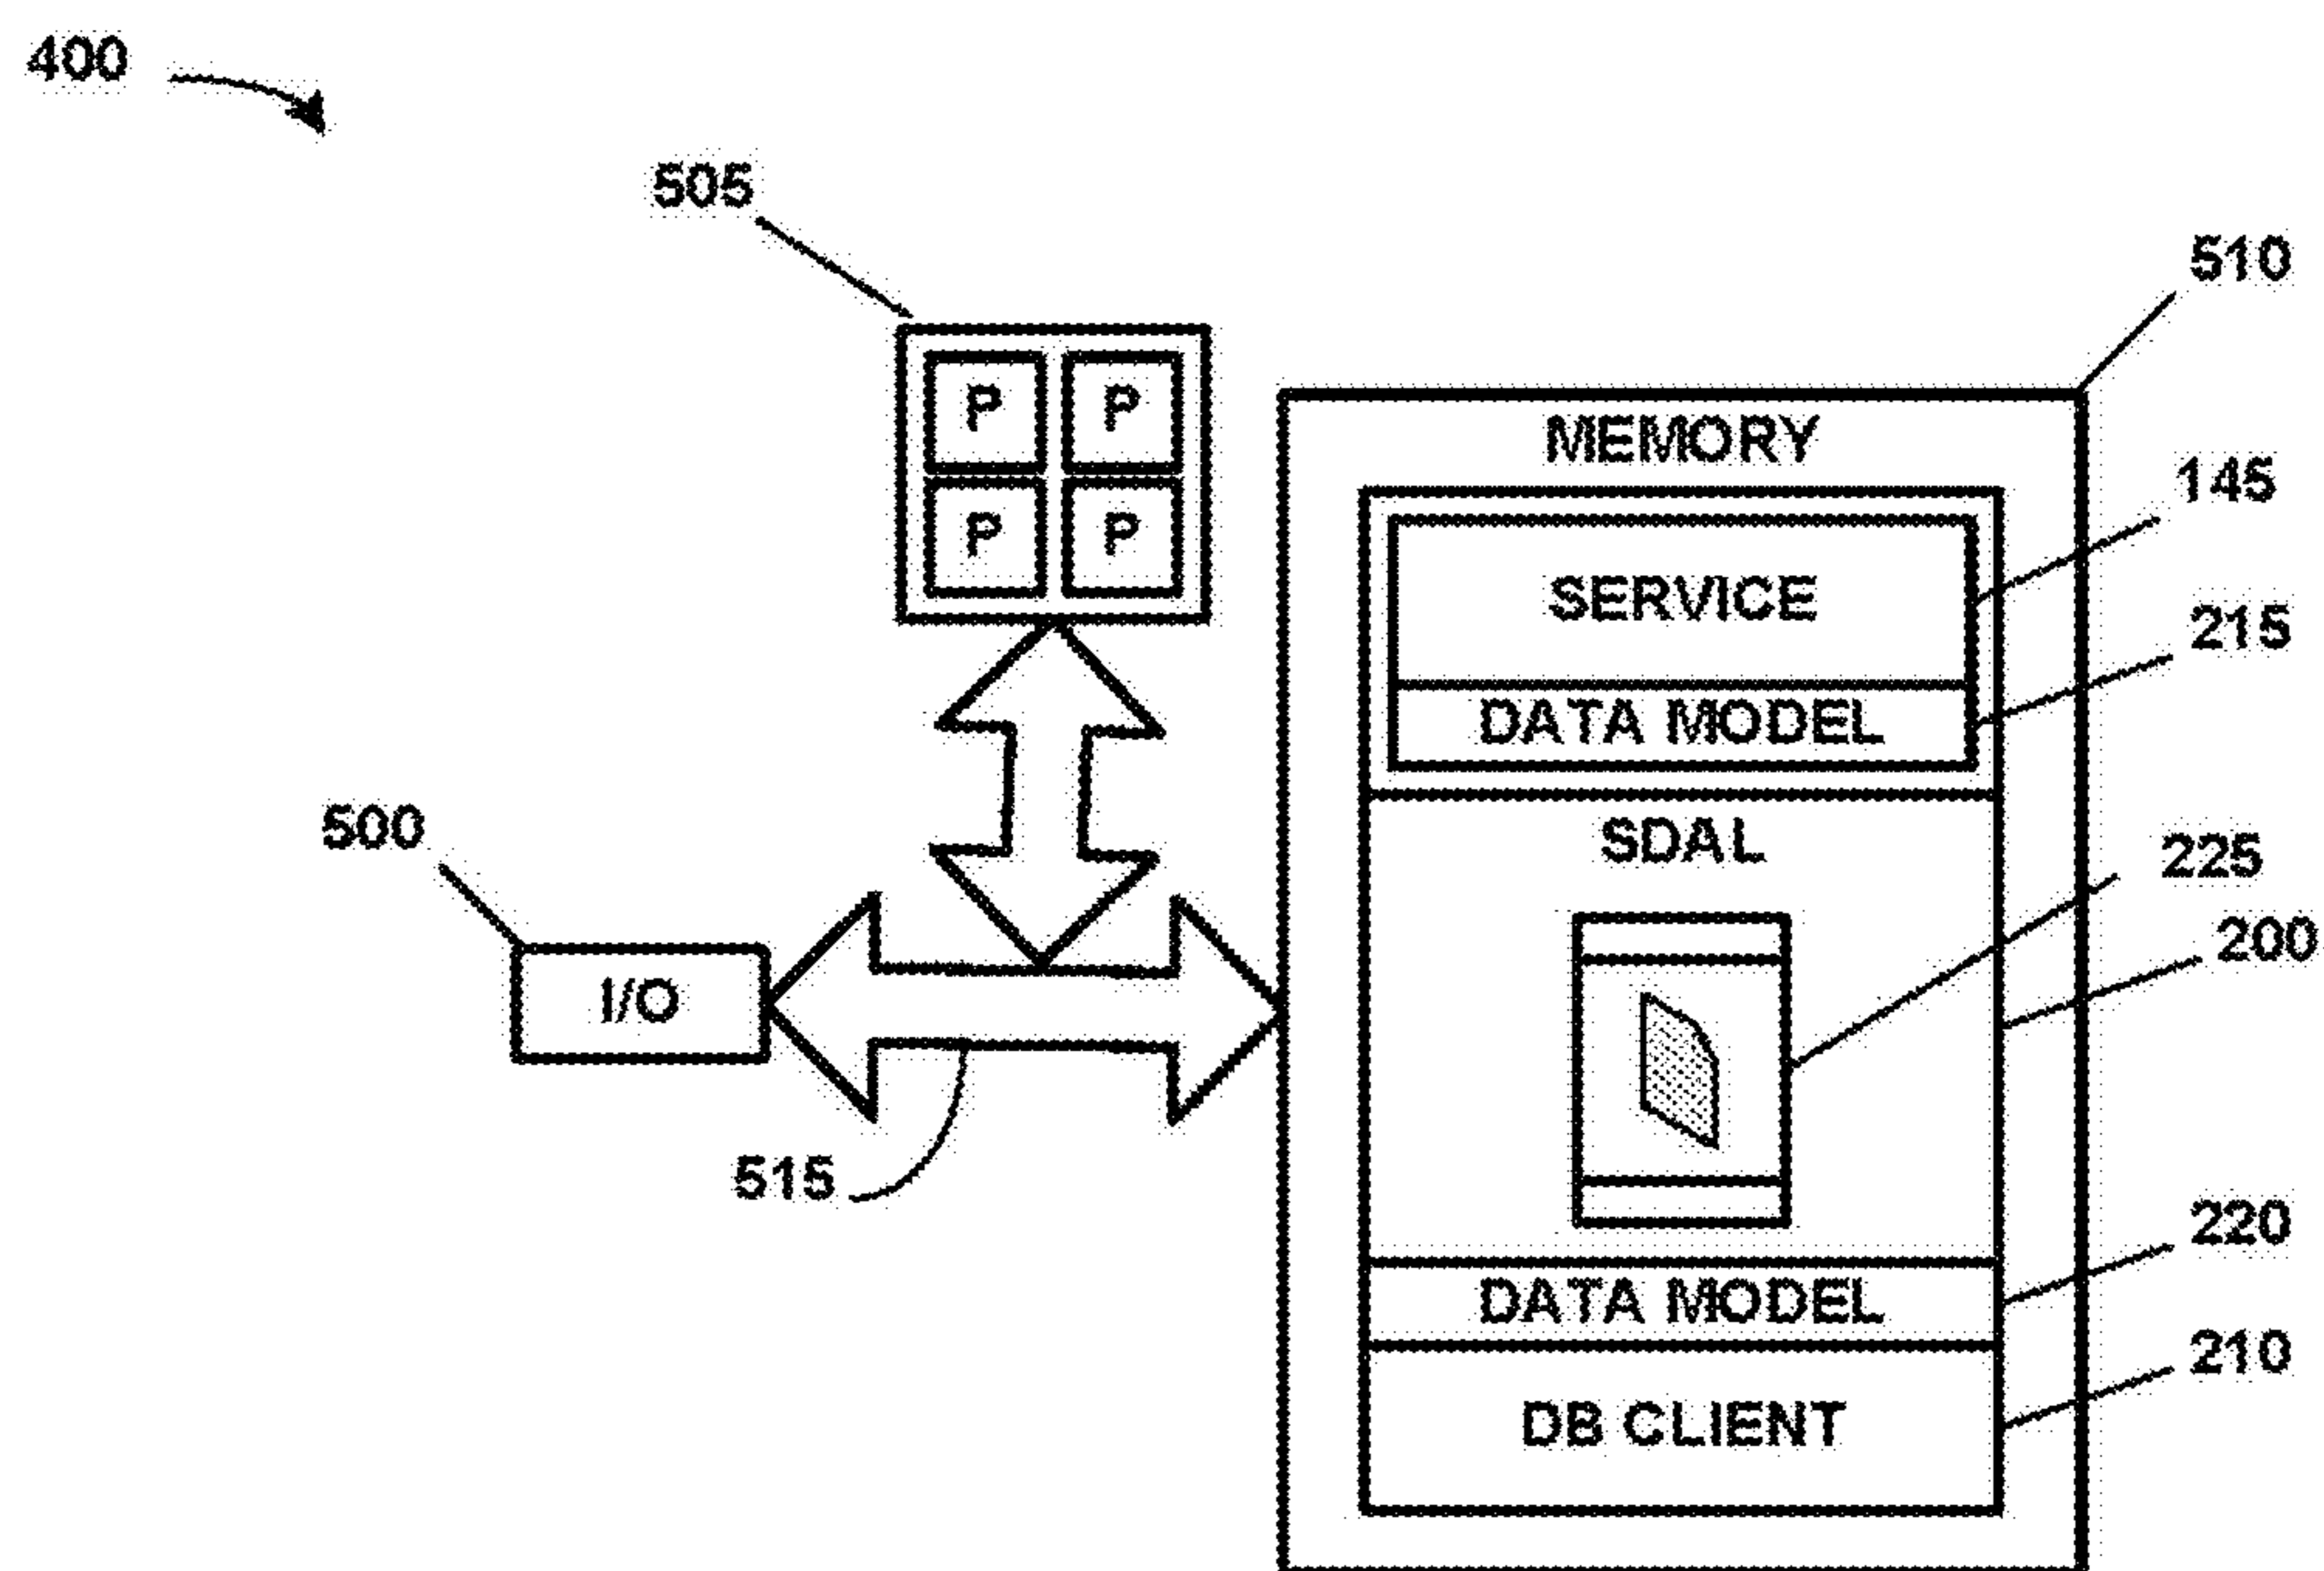 400
505
510
P P
P P
MEMORY
145
SERVICE
215
DATA MODEL
500
SDAL
225
200
I/O
515
220
DATA MODEL
210
DB CLIENT